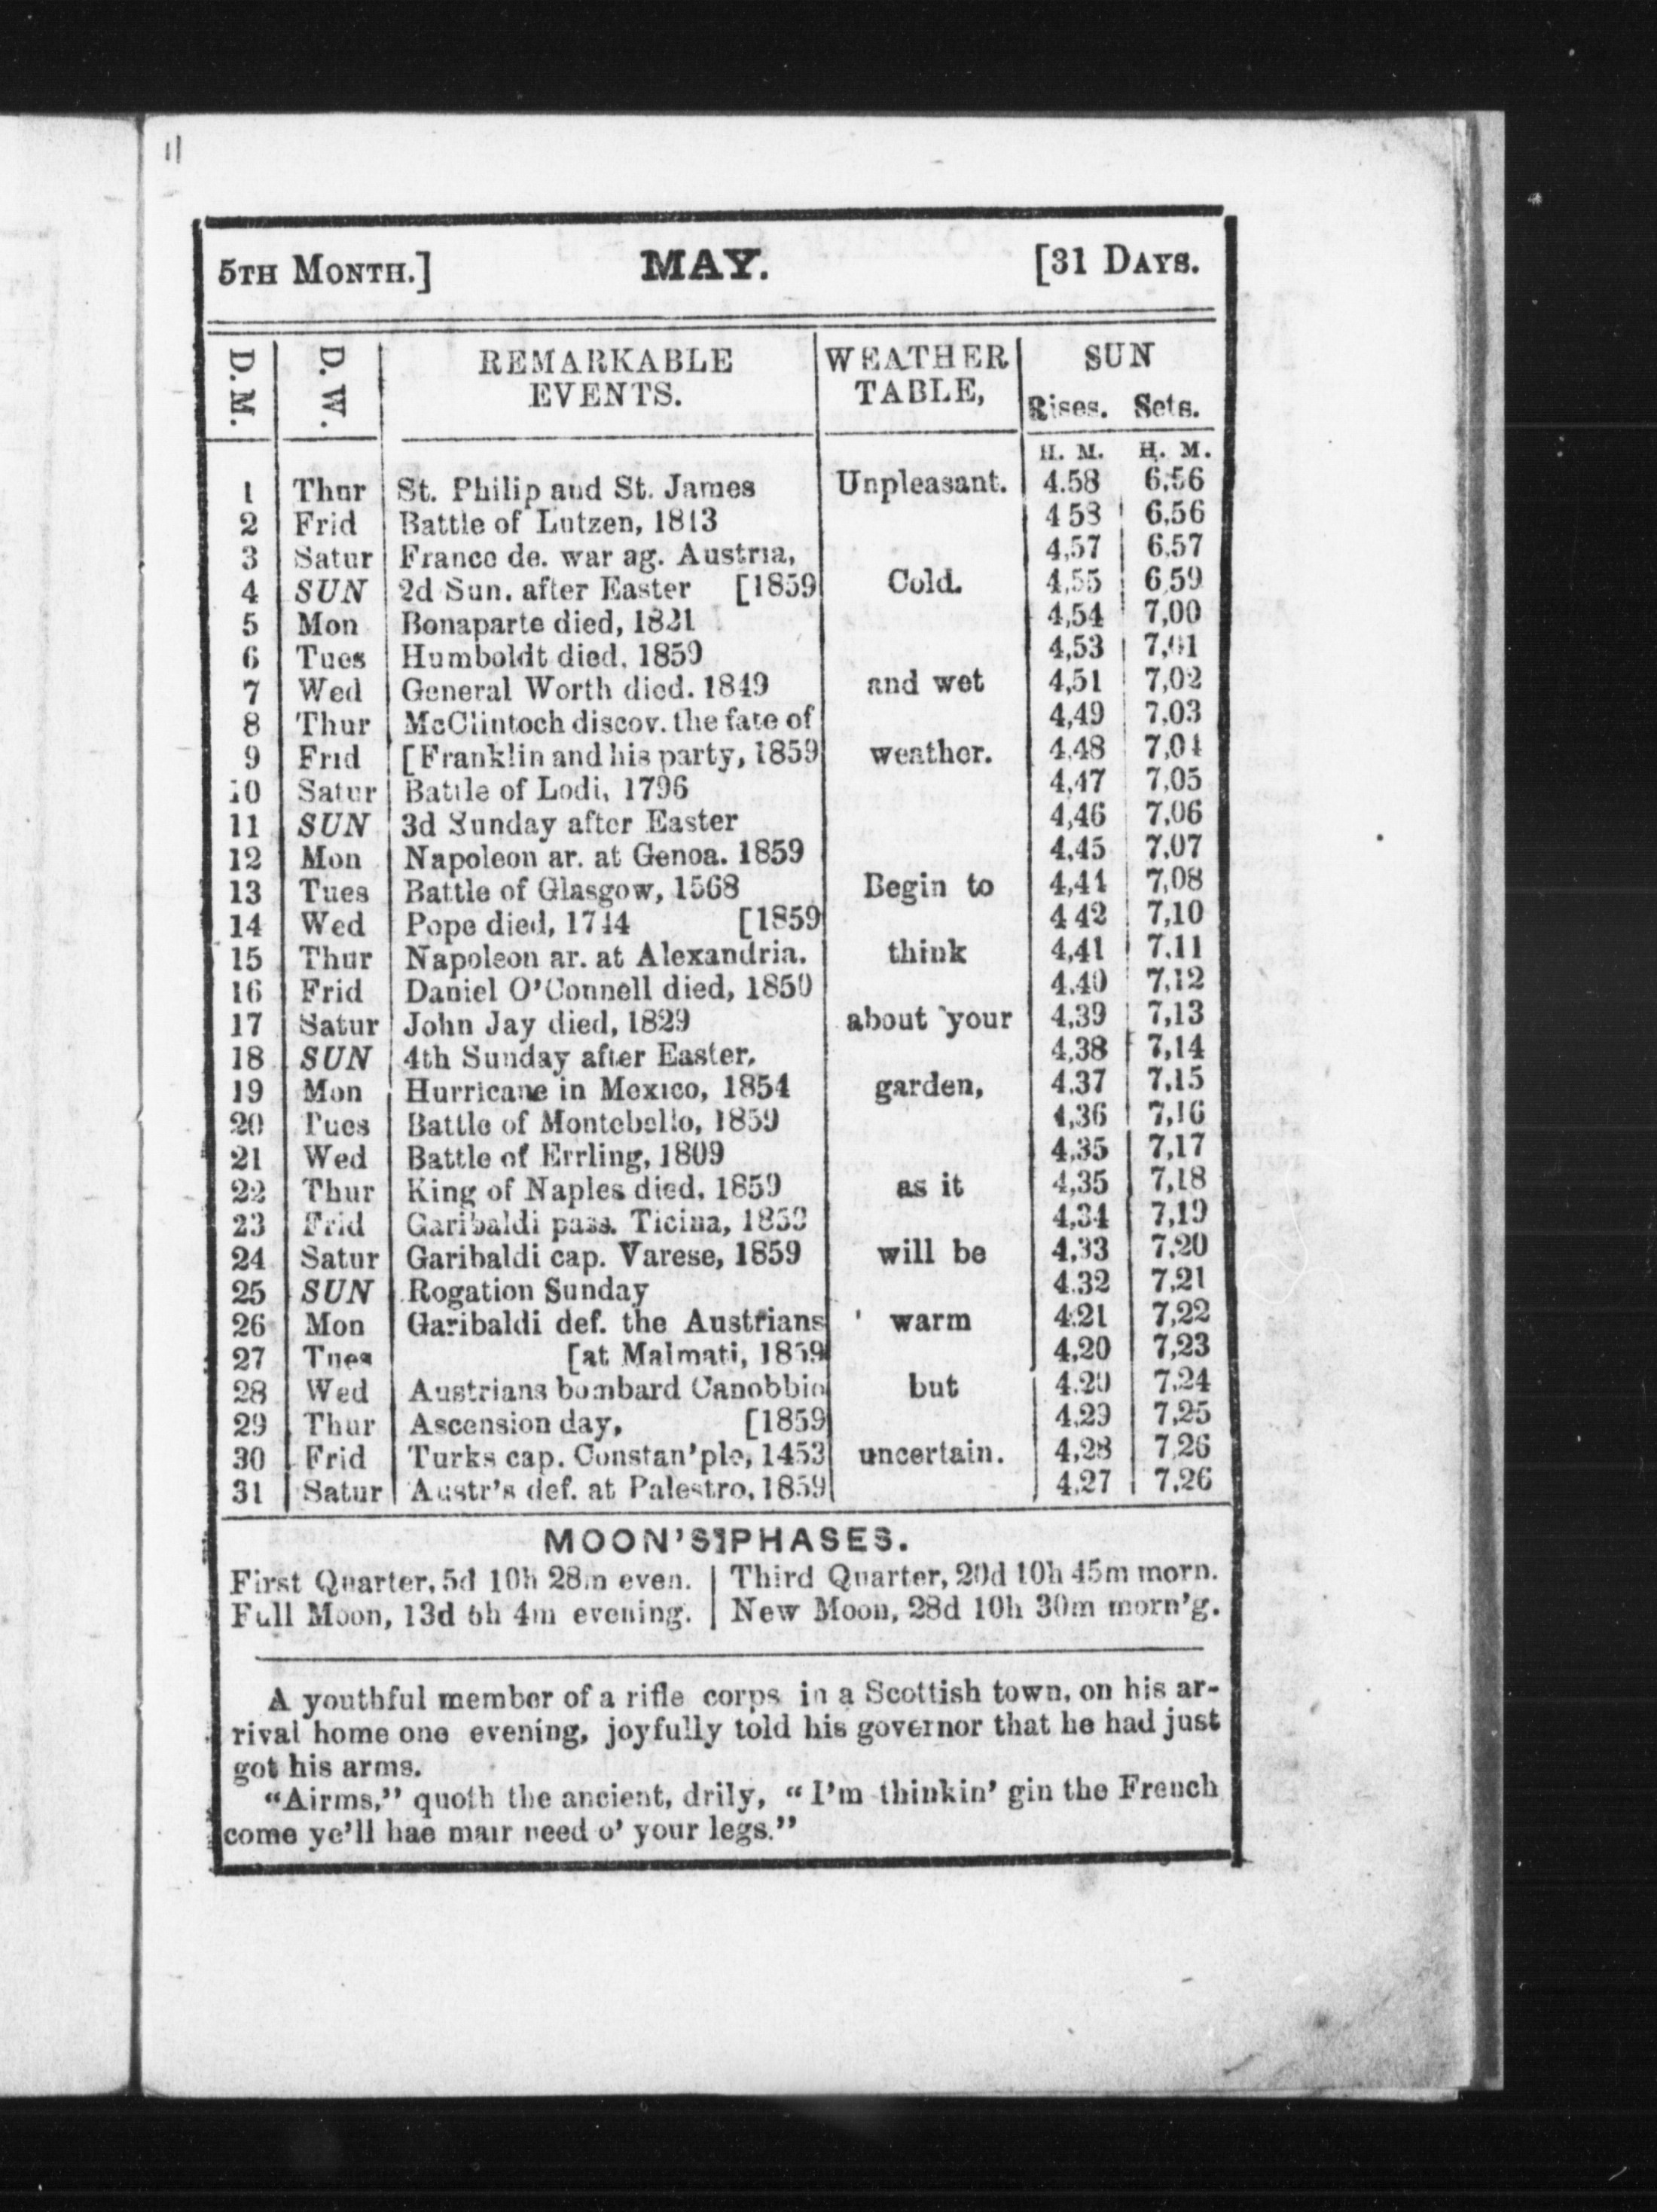 11
5TH MONTH.] MAY. [31 DAYS.
D. M. D. W. REMARKABLE EVENTS. WEATHER TABLE, SUN
Rises. Sets.
H. M. H. M.
1 Thur St. Philip and St. James Unpleasant. 4.58 6,56
2 Frid Battle of Lutzen, 1813 4 58 6,56
3 Satur France de. war ag. Austria, 4,57 6,57
4 SUN 2d Sun. after Easter [1859 Cold. 4,55 6,59
5 Mon Bonaparte died, 1821 4,54 7,00
6 Tues Humboldt died. 1859 4,53 7,01
7 Wed General Worth died. 1849 and wet 4,51 7,02
8 Thur McClintoch discov. the fate of 4,49 7,03
9 Frid [Franklin and his party, 1859 weather. 4,48 7,04
10 Satur Battle of Lodi, 1796 4,47 7,05
11 SUN 3d Sunday after Easter 4,46 7,06
12 Mon Napoleon ar. at Genoa. 1859 4,45 7,07
13 Tues Battle of Glasgow, 1568 Begin to 4,44 7,08
14 Wed Pope died, 1744 [1859 4 42 7,10
15 Thur Napoleon ar. at Alexandria. think 4,41 7,11
16 Frid Daniel O'Connell died, 1850 4.40 7,12
17 Satur John Jay died, 1829 about your 4,39 7,13
18 SUN 4th Sunday after Easter, 4,38 7,14
19 Mon Hurricane in Mexico, 1854 garden, 4.37 7,15
20 Tues Battle of Montebello, 1859 4,36 7,16
21 Wed Battle of Errling, 1809 4,35 7,17
22 Thur King of Naples died, 1859 as it 4,35 7,18
23 Frid Garibaldi pass. Ticina, 1859 4,34 7,19
24 Satur Garibaldi cap. Varese, 1859 will be 4,33 7,20
25 SUN Rogation Sunday 4.32 7,21
26 Mon Garibaldi def. the Austrians warm 4.21 7,22
27 Tues [at Malmati, 1859 4,20 7,23
28 Wed Austrians bombard Canobbio but 4.20 7,24
29 Thur Ascension day, [1859 4,29 7,25
30 Frid Turks cap. Constan'ple, 1453 uncertain. 4,28 7,26
31 Satur Austr's def. at Palestro, 1859 4,27 7,26
MOON'S PHASES.
First Quarter, 5d 10h 28m even. Third Quarter, 20d 10h 45m morn.
Full Moon, 13d 5h 4m evening. New Moon, 28d 10h 30m morn'g.
A youthful member of a rifle corps in a Scottish town, on his ar-
rival home one evening, joyfully told his governor that he had just
got his arms.
"Airms," quoth the ancient, drily, "I'm thinkin' gin the French
come ye'll hae mair need o' your legs."